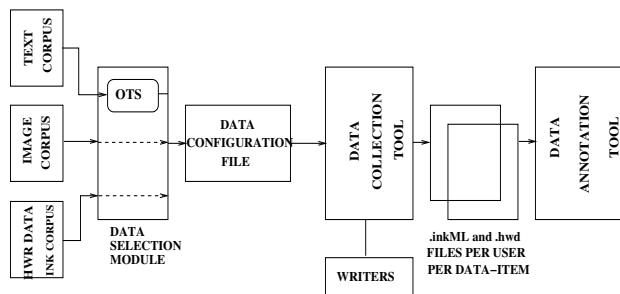 TEXT
CORPUS
IMAGE
CORPUS
HWR DATA
INK CORPUS
OTS
DATA
SELECTION
MODULE
DATA
CONFIGURATION
FILE
DATA
COLLECTION
TOOL
WRITERS
.inkML and .hwd
FILES PER USER
PER DATA-ITEM
DATA
ANNOTATION
TOOL